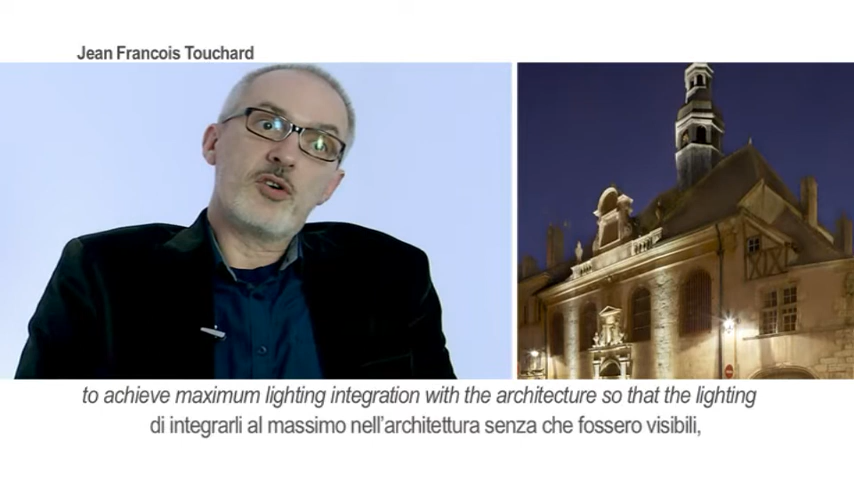 Jean Francois Touchard
to achieve maximum lighting integration with the architecture so that the lighting
di integrarli al massimo nell'architettura senza che fossero visibili,